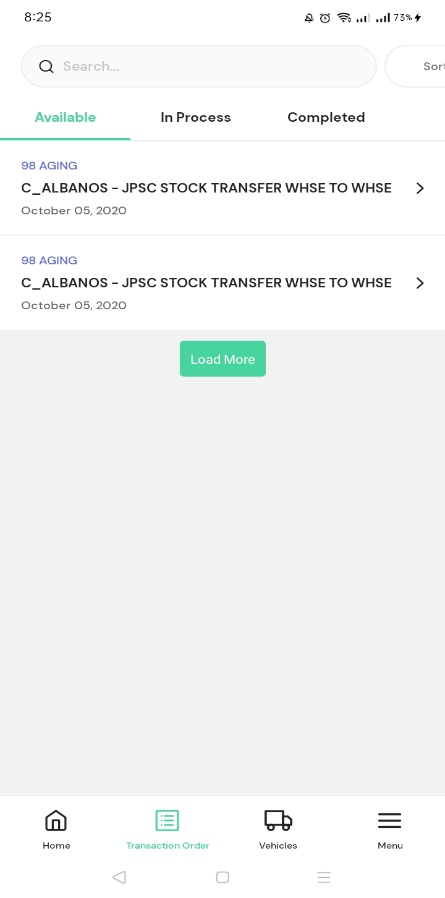 8:25
73%
Search...
Sort
Available In Process Completed
98 AGING
C_ALBANOS - JPSC STOCK TRANSFER WHSE TO WHSE
October 05, 2020
98 AGING
C_ALBANOS - JPSC STOCK TRANSFER WHSE TO WHSE
October 05, 2020
Load More
Home Transaction Order Vehicles Menu